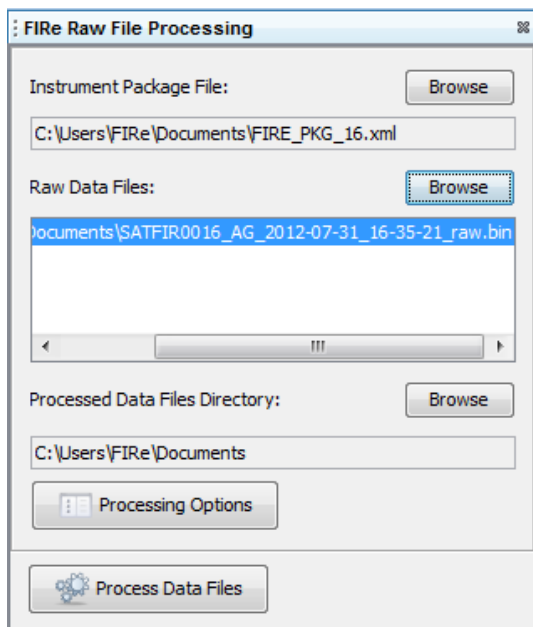 FIRe Raw File Processing
Instrument Package File:
Browse
C:\Users\FIRe\Documents\FIRE_PKG_16.xml
Raw Data Files:
Browse
Documents\SATFIR0016_AG_2012-07-31_16-35-21_raw.bin
Processed Data Files Directory:
Browse
C:\Users\FIRe\Documents
Processing Options
Process Data Files